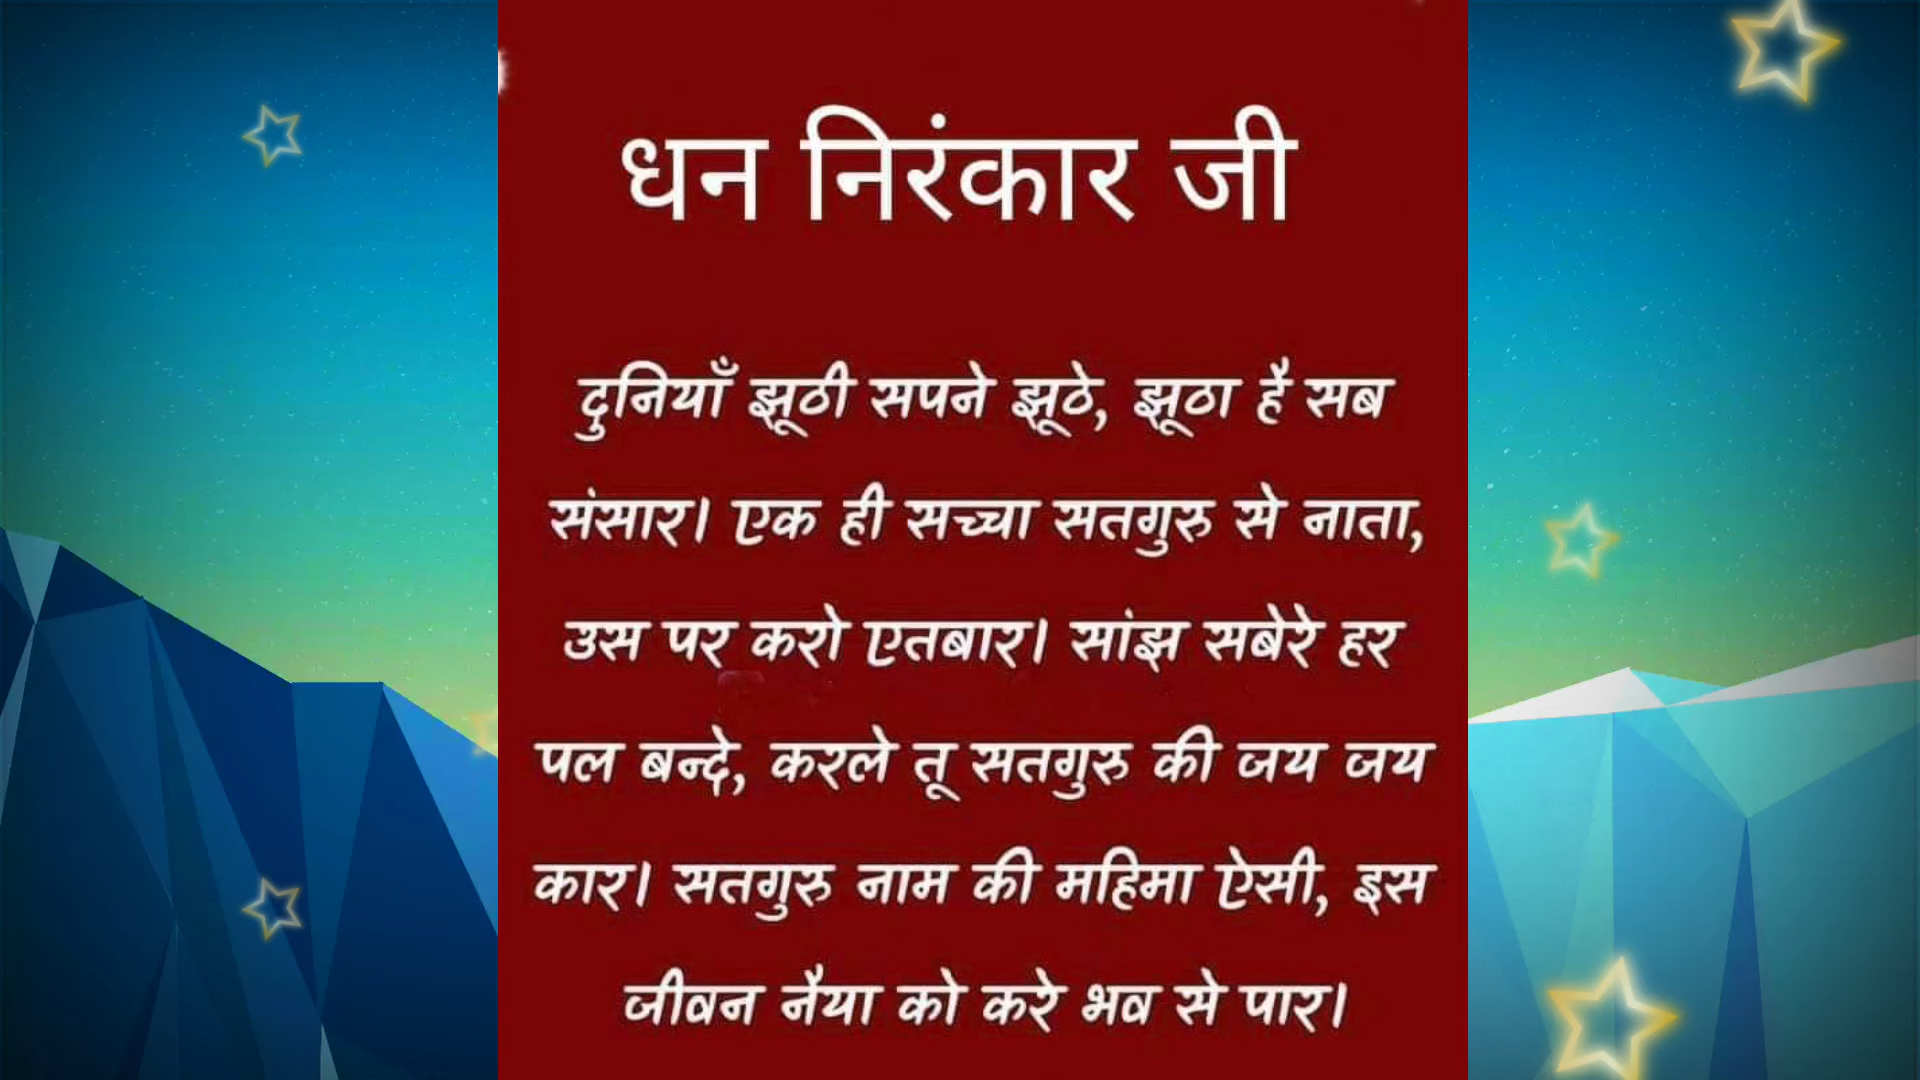 धन निरंकार जी
दुनियाँ झूठी सपने झूठे, झूठा है सब
संसार। एक ही सच्चा सतगुरु से नाता,
उस पर करो एतबार। सांझ सबेरे हर
पल बन्दे, करले तू सतगुरु की जय जय
कार। सतगुरु नाम की महिमा ऐसी, इस
जीवन नैया को करे भव से पार।